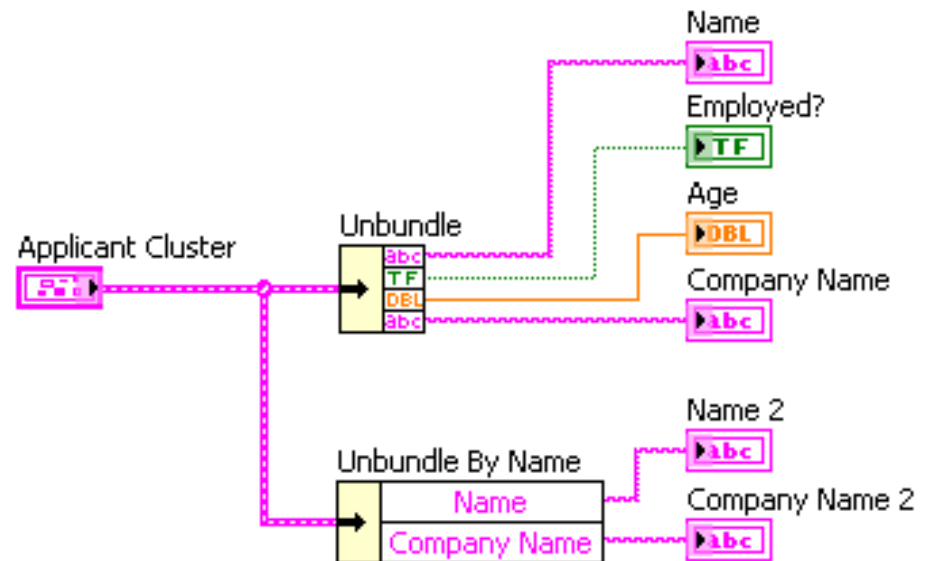 Name
abc
Employed?
TF
Age
DBL
Unbundle
Applicant Cluster
abc
TF
DBL
abc
Company Name
abc
Name 2
abc
Unbundle By Name
Name
Company Name 2
Company Name
abc